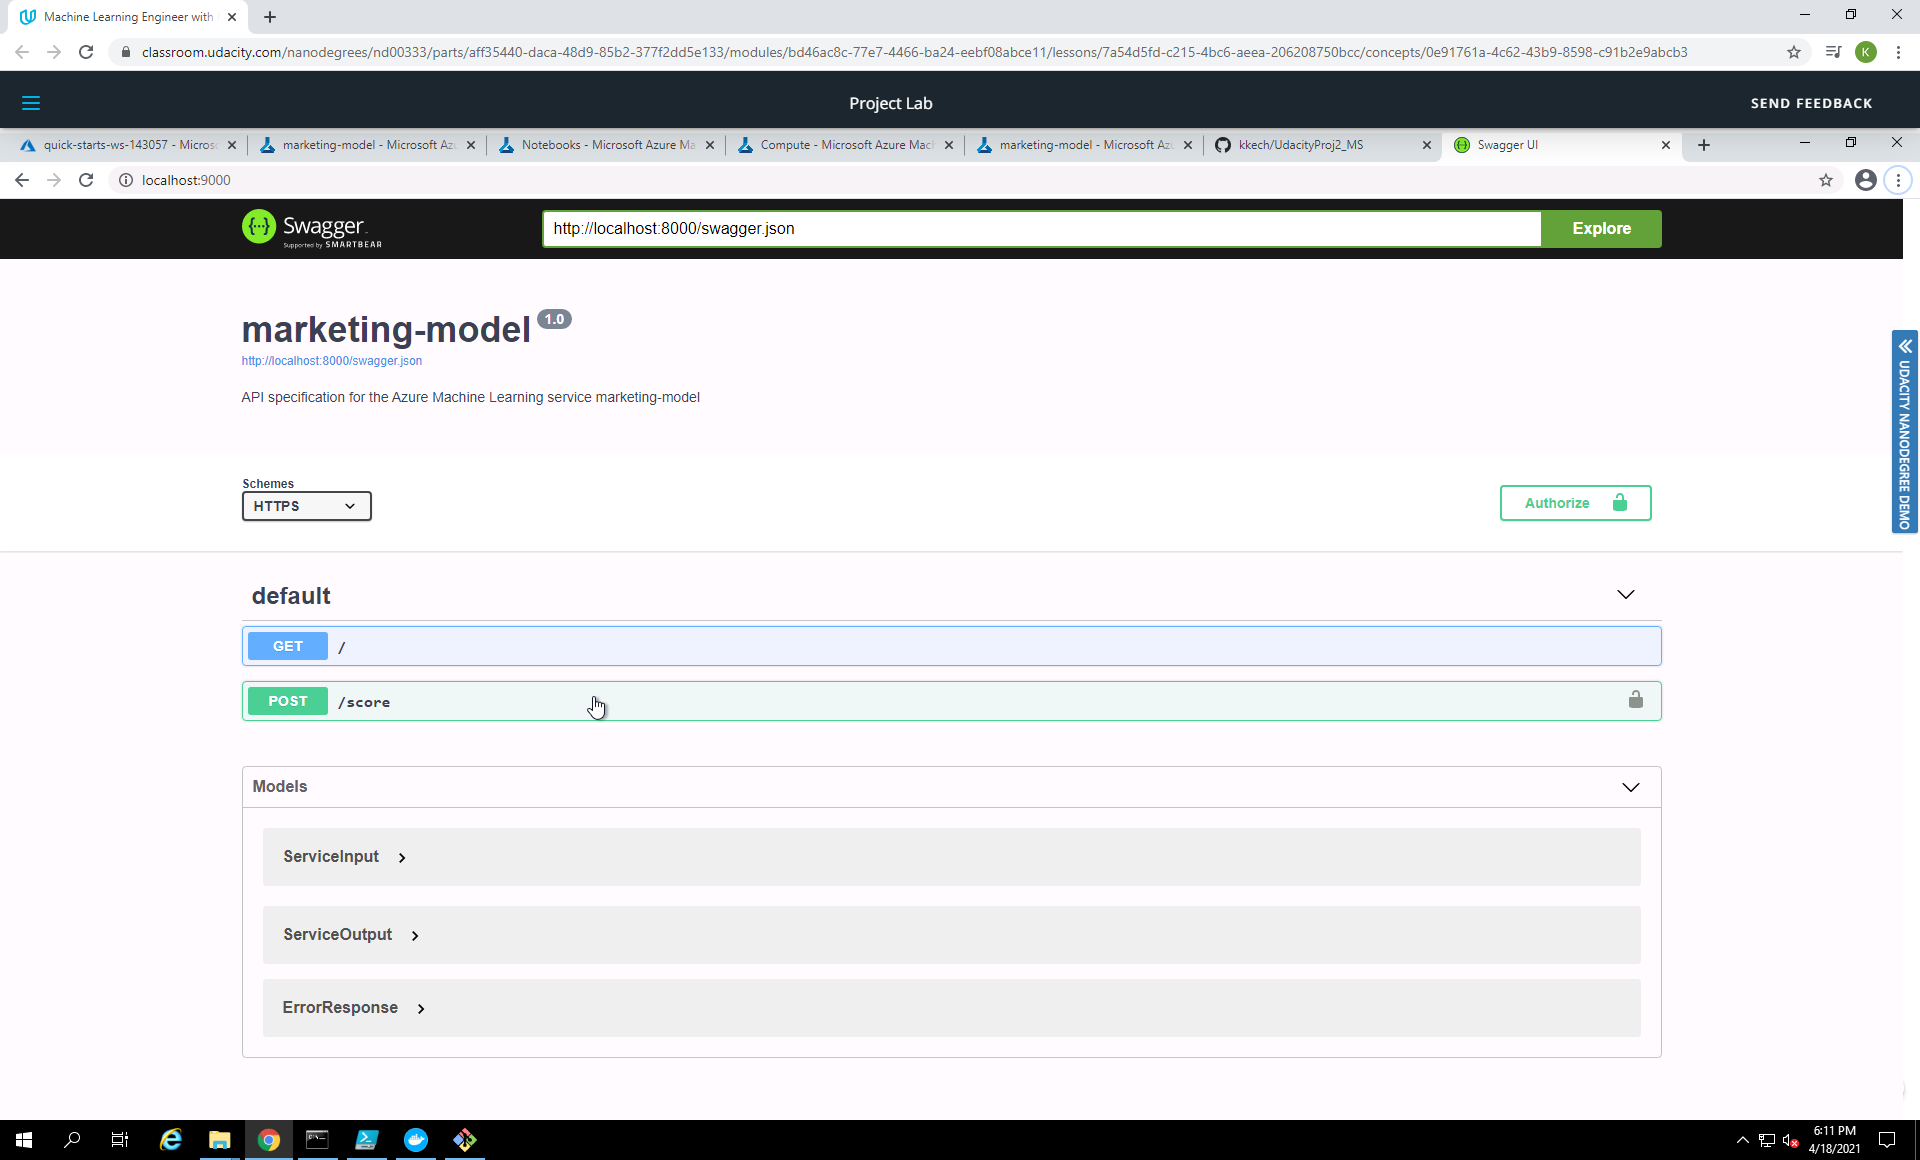 Machine Learning Engineer with
classroom.udacity.com/nanodegrees/nd00333/parts/aff35440-daca-48d9-85b2-377f2dd5e133/modules/bd46ac8c-77e7-4466-ba24-eebf08abce11/lessons/7a54d5fd-c215-4bc6-aeea-206208750bcc/concepts/0e91761a-4c62-43b9-8598-c91b2e9abcb3
K
Project Lab
SEND FEEDBACK
quick-starts-ws-143057 - Micros
marketing-model - Microsoft Az
Notebooks - Microsoft Azure Ma
Compute - Microsoft Azure Mac
marketing-model - Microsoft Az
kkech/UdacityProj2_MS
Swagger UI
localhost:9000
Swagger
Supported by SMARTBEAR
http://localhost:8000/swagger.json
Explore
marketing-model 1.0
http://localhost:8000/swagger.json
API specification for the Azure Machine Learning service marketing-model
UDACITY NANODEGREE DEMO
Schemes
HTTPS
Authorize
default
GET /
POST /score
Models
ServiceInput
ServiceOutput
ErrorResponse
6:11 PM
4/18/2021